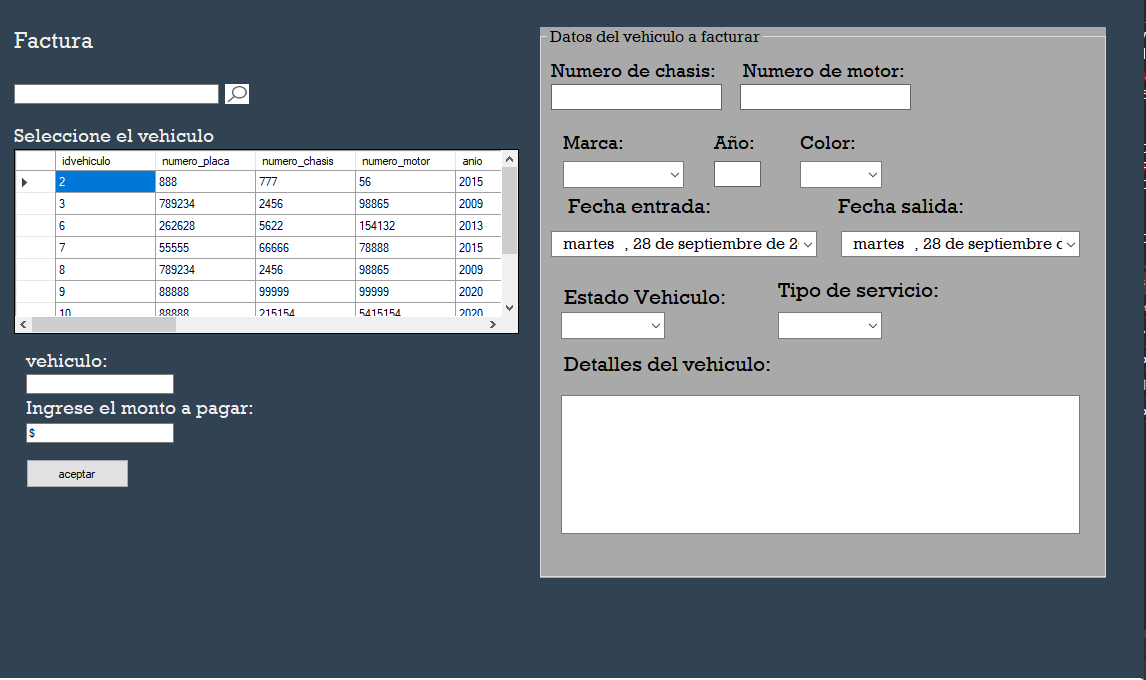 Factura
Seleccione el vehiculo
idvehiculo numero_placa numero_chasis numero_motor anio
2 888 777 56 2015
3 789234 2456 98865 2009
6 262628 5622 154132 2013
7 55555 66666 78888 2015
8 789234 2456 98865 2009
9 88888 99999 99999 2020
10 88888 215154 5415154 2020
vehiculo:
Ingrese el monto a pagar:
$
aceptar
Datos del vehiculo a facturar
Numero de chasis: Numero de motor:
Marca: Año: Color:
Fecha entrada: Fecha salida:
martes , 28 de septiembre de 2 martes , 28 de septiembre
Estado Vehiculo: Tipo de servicio:
Detalles del vehiculo: